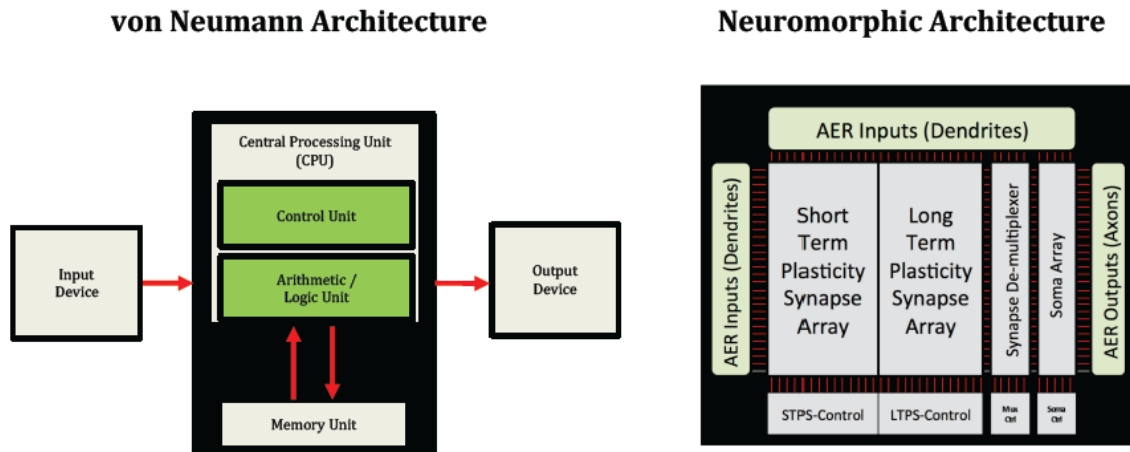 von Neumann Architecture
Central Processing Unit
(CPU)
Control Unit
Arithmetic /
Logic Unit
Memory Unit
Input
Device
Output
Device
Neuromorphic Architecture
AER Inputs (Dendrites)
AER Inputs (Dendrites)
Short
Term
Plasticity
Synapse
Array
Long
Term
Plasticity
Synapse
Array
Synapse De-multiplexer
Soma Array
AER Outputs (Axons)
STPS-Control
LTPS-Control
Mux
Ctrl
Soma
Ctrl